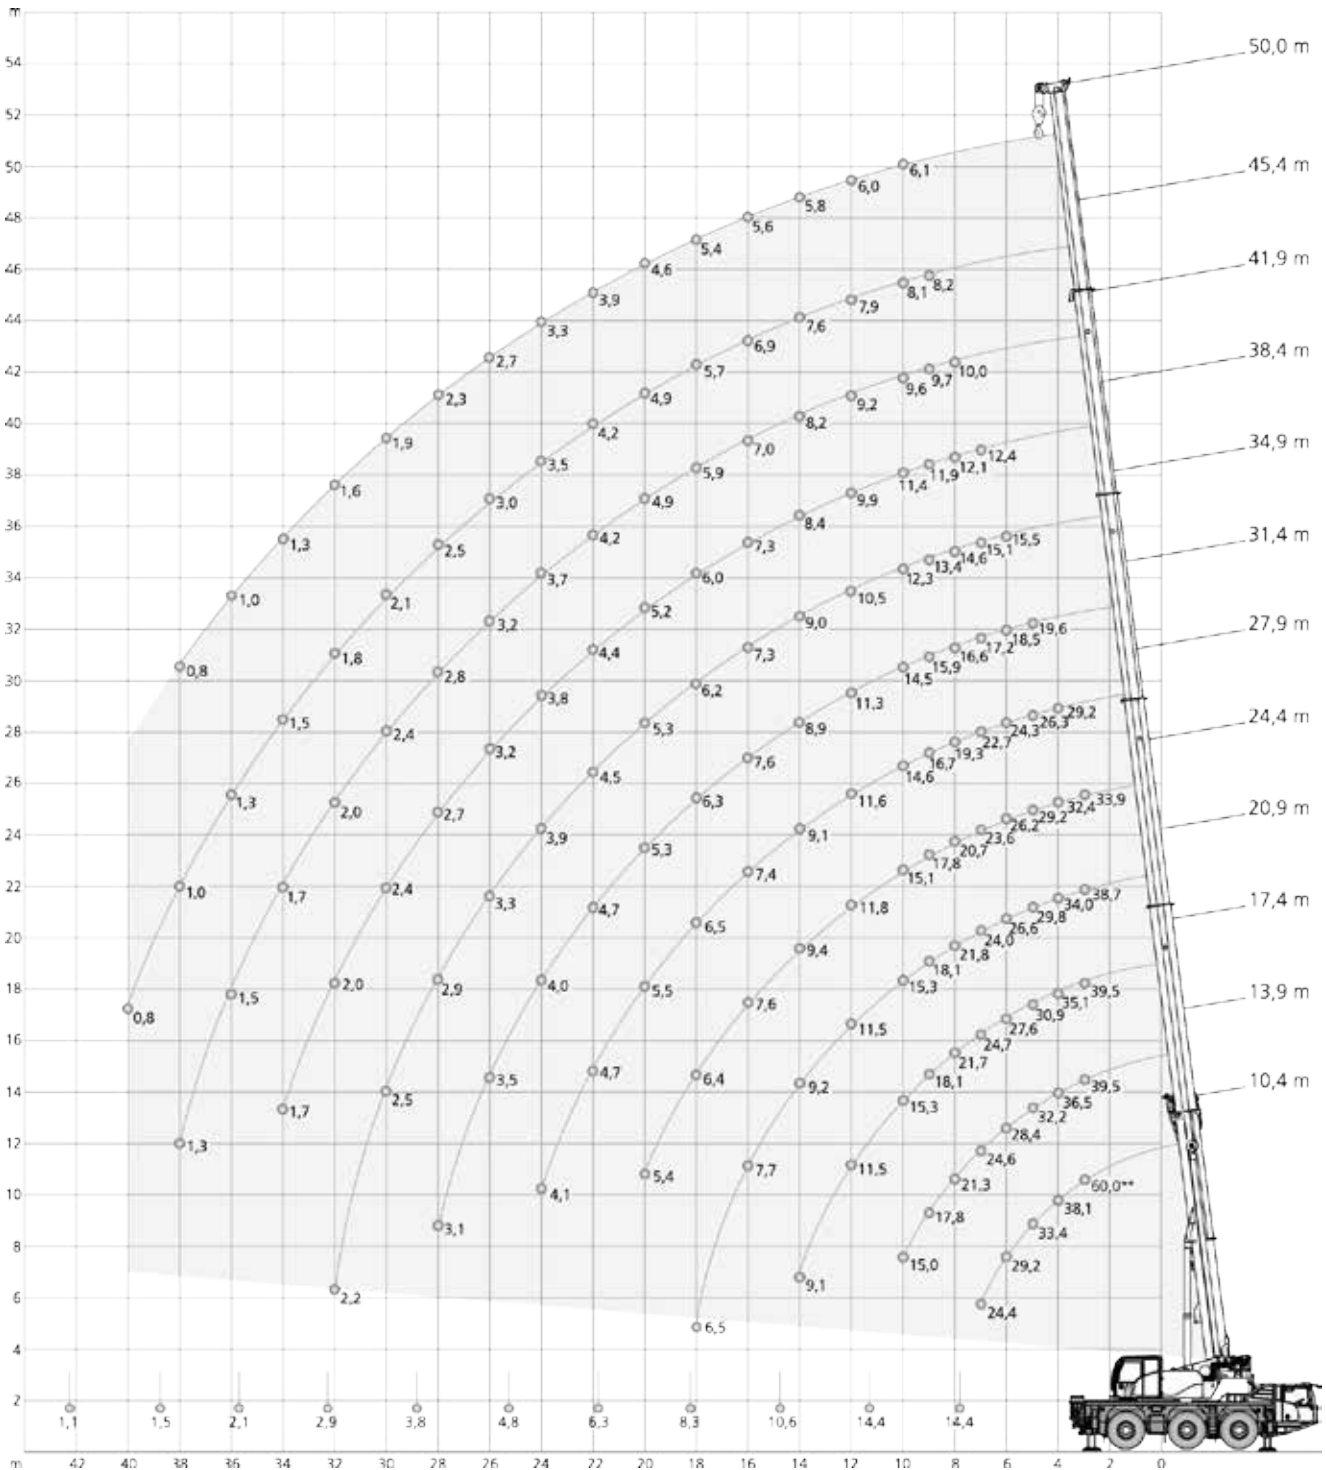 m
54
52
50
48
46
44
42
40
38
36
34
32
30
28
26
24
22
20
18
16
14
12
10
8
6
4
2
50,0 m
45,4 m
41,9 m
38,4 m
34,9 m
31,4 m
27,9 m
24,4 m
20,9 m
17,4 m
13,9 m
10,4 m
0,8 1,0 1,3 1,6 1,9 2,3 2,7 3,3 3,9 4,6 5,4 5,6 5,8 6,0 6,1
0,8 1,0 1,3 1,5 1,8 2,1 2,5 3,0 3,5 4,2 4,9 5,7 6,9 7,6 7,9 8,1 8,2
1,3 1,5 1,7 2,0 2,4 2,8 3,2 3,7 4,2 4,9 5,9 7,0 8,2 9,2 9,6 9,7 10,0
1,7 2,0 2,4 2,7 3,2 3,8 4,4 5,2 6,0 7,3 8,4 9,9 11,4 11,9 12,1 12,4
2,2 2,5 2,9 3,3 3,9 4,5 5,3 6,2 7,3 9,0 10,5 12,3 13,4 14,6 15,1 15,5
3,1 3,5 4,0 4,7 5,3 6,3 7,6 8,9 11,3 14,5 15,9 16,6 17,2 18,5 19,6
4,1 4,7 5,5 6,5 7,4 9,1 11,6 14,6 16,7 19,3 22,7 24,3 26,3 29,2
5,4 6,4 7,6 9,4 11,8 15,1 17,8 20,7 23,6 26,2 29,2 32,4 33,9
6,5 7,7 9,2 11,5 15,3 18,1 21,8 24,0 26,6 29,8 34,0 38,7
9,1 11,5 15,3 18,1 21,7 24,7 27,6 30,9 35,1 39,5
15,0 17,8 21,3 24,6 28,4 32,2 36,5 39,5
24,4 29,2 33,4 38,1 60,0**
1,1 1,5 2,1 2,9 3,8 4,8 6,3 8,3 10,6 14,4 14,4
m 42 40 38 36 34 32 30 28 26 24 22 20 18 16 14 12 10 8 6 4 2 0